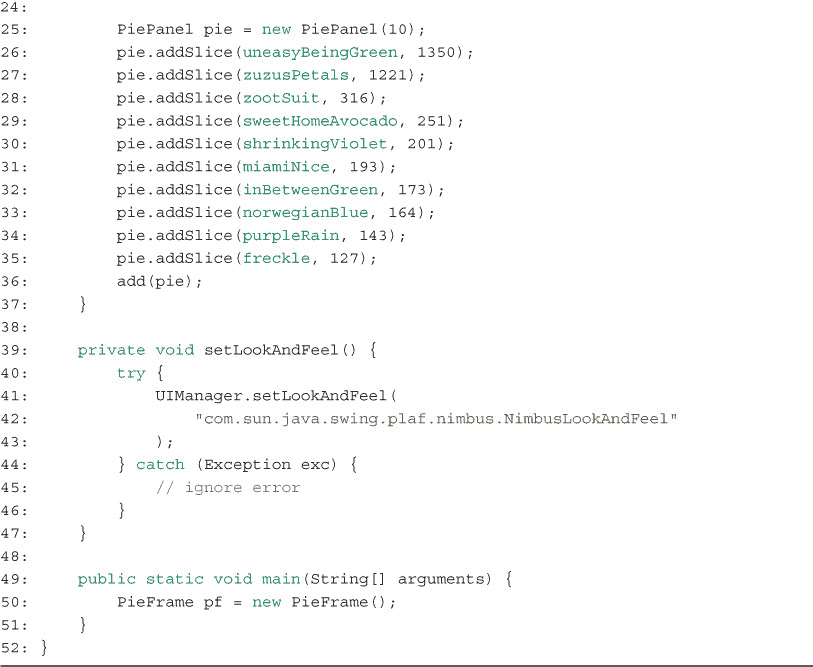 24:
25:         PiePanel pie = new PiePanel(10);
26:         pie.addSlice(uneasyBeingGreen, 1350);
27:         pie.addSlice(zuzusPetals, 1221);
28:         pie.addSlice(zootSuit, 316);
29:         pie.addSlice(sweetHomeAvocado, 251);
30:         pie.addSlice(shrinkingViolet, 201);
31:         pie.addSlice(miamiNice, 193);
32:         pie.addSlice(inBetweenGreen, 173);
33:         pie.addSlice(norwegianBlue, 164);
34:         pie.addSlice(purpleRain, 143);
35:         pie.addSlice(freckle, 127);
36:         add(pie);
37:     }
38:
39:     private void setLookAndFeel() {
40:         try {
41:             UIManager.setLookAndFeel(
42:                 "com.sun.java.swing.plaf.nimbus.NimbusLookAndFeel"
43:             );
44:         } catch (Exception exc) {
45:             // ignore error
46:         }
47:     }
48:
49:     public static void main(String[] arguments) {
50:         PieFrame pf = new PieFrame();
51:     }
52: }